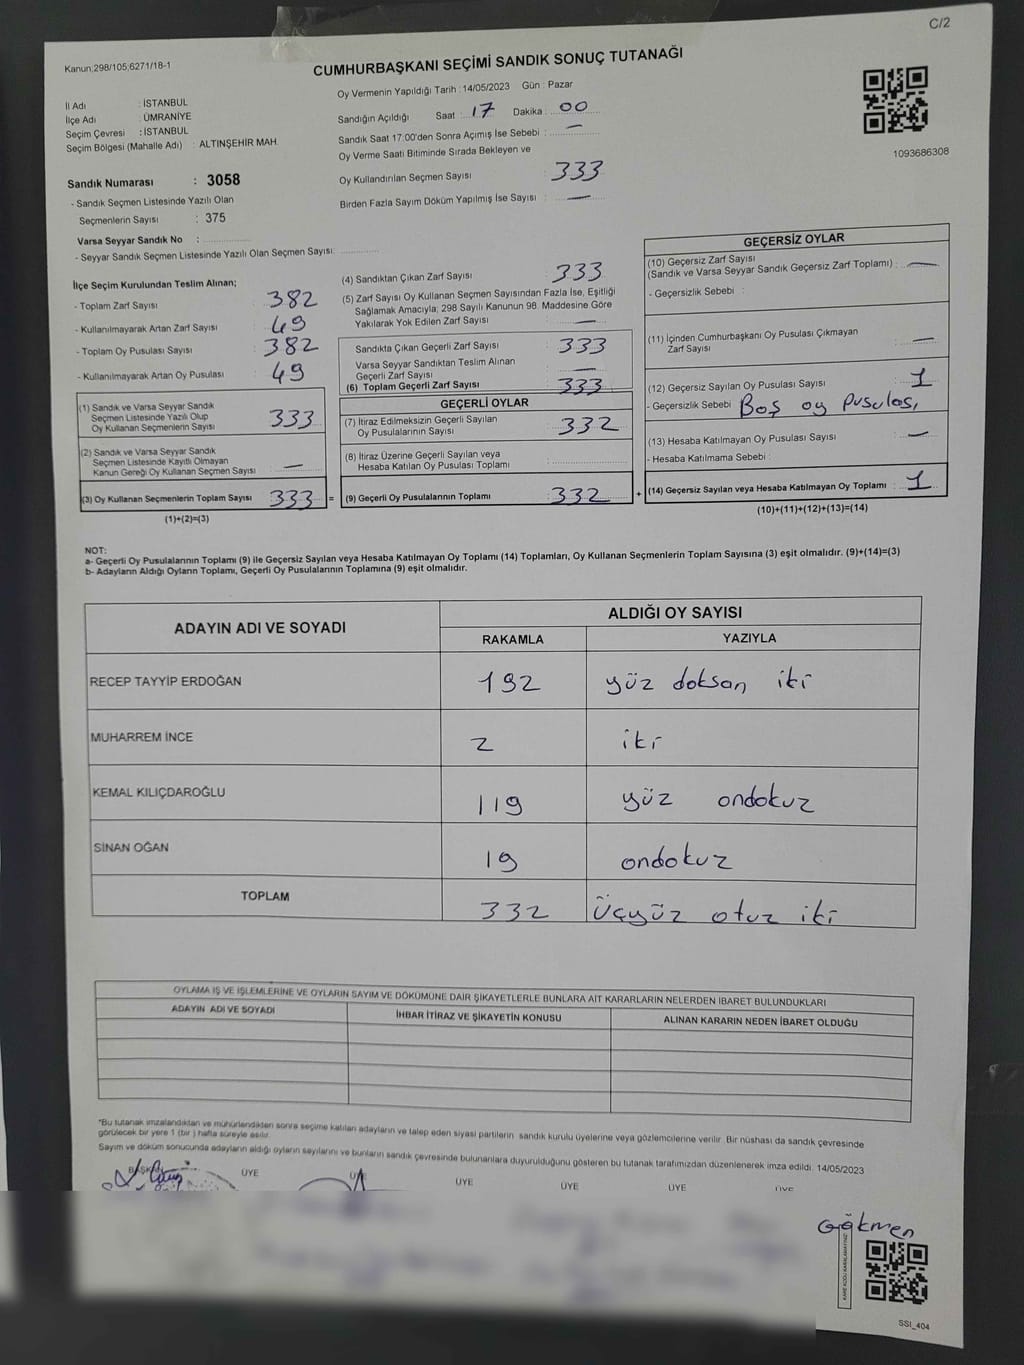 C/2
Kanun:298/105;6271/18-1
CUMHURBAŞKANI SEÇİMİ SANDIK SONUÇ TUTANAĞI
İl Adı : İSTANBUL
İlçe Adı : ÜMRANİYE
Seçim Çevresi : İSTANBUL
Seçim Bölgesi (Mahalle Adı) : ALTINŞEHİR MAH.
Oy Vermenin Yapıldığı Tarih : 14/05/2023 Gün : Pazar
Sandığın Açıldığı Saat : 17 Dakika : 00
Sandık Saat 17:00'den Sonra Açımış İse Sebebi : —
Oy Verme Saati Bitiminde Sırada Bekleyen ve
Oy Kullandırılan Seçmen Sayısı : 333
Birden Fazla Sayım Döküm Yapılmış İse Sayısı : —
1093686308
Sandık Numarası : 3058
- Sandık Seçmen Listesinde Yazılı Olan
Seçmenlerin Sayısı : 375
Varsa Seyyar Sandık No :
- Seyyar Sandık Seçmen Listesinde Yazılı Olan Seçmen Sayısı:
İlçe Seçim Kurulundan Teslim Alınan;
- Toplam Zarf Sayısı : 382
- Kullanılmayarak Artan Zarf Sayısı : 49
- Toplam Oy Pusulası Sayısı : 382
- Kullanılmayarak Artan Oy Pusulası : 49
(1) Sandık ve Varsa Seyyar Sandık
Seçmen Listesinde Yazılı Olup
Oy Kullanan Seçmenlerin Sayısı : 333
(2) Sandık ve Varsa Seyyar Sandık
Seçmen Listesinde Kayıtlı Olmayan
Kanun Gereği Oy Kullanan Seçmen Sayısı : —
(3) Oy Kullanan Seçmenlerin Toplam Sayısı : 333 =
(1)+(2)=(3)
(4) Sandıktan Çıkan Zarf Sayısı : 333
(5) Zarf Sayısı Oy Kullanan Seçmen Sayısından Fazla İse, Eşitliği
Sağlamak Amacıyla; 298 Sayılı Kanunun 98. Maddesine Göre
Yakılarak Yok Edilen Zarf Sayısı : —
Sandıkta Çıkan Geçerli Zarf Sayısı : 333
Varsa Seyyar Sandıktan Teslim Alınan
Geçerli Zarf Sayısı : —
(6) Toplam Geçerli Zarf Sayısı : 333
GEÇERLİ OYLAR
(7) İtiraz Edilmeksizin Geçerli Sayılan
Oy Pusulalarının Sayısı : 332
(8) İtiraz Üzerine Geçerli Sayılan veya
Hesaba Katılan Oy Pusulası Toplamı :
(9) Geçerli Oy Pusulalarının Toplamı : 332 +
GEÇERSİZ OYLAR
(10) Geçersiz Zarf Sayısı
(Sandık ve Varsa Seyyar Sandık Geçersiz Zarf Toplamı) : —
- Geçersizlik Sebebi :
(11) İçinden Cumhurbaşkanı Oy Pusulası Çıkmayan
Zarf Sayısı : —
(12) Geçersiz Sayılan Oy Pusulası Sayısı : 1
- Geçersizlik Sebebi : Boş oy pusulası
(13) Hesaba Katılmayan Oy Pusulası Sayısı : —
- Hesaba Katılmama Sebebi :
(14) Geçersiz Sayılan veya Hesaba Katılmayan Oy Toplamı : 1
(10)+(11)+(12)+(13)=(14)
NOT:
a- Geçerli Oy Pusulalarının Toplamı (9) ile Geçersiz Sayılan veya Hesaba Katılmayan Oy Toplamı (14) Toplamları, Oy Kullanan Seçmenlerin Toplam Sayısına (3) eşit olmalıdır. (9)+(14)=(3)
b- Adayların Aldığı Oyların Toplamı, Geçerli Oy Pusulalarının Toplamına (9) eşit olmalıdır.
ADAYIN ADI VE SOYADI ALDIĞI OY SAYISI
RAKAMLA YAZIYLA
RECEP TAYYİP ERDOĞAN 192 yüz doksan iki
MUHARREM İNCE 2 iki
KEMAL KILIÇDAROĞLU 119 yüz ondokuz
SİNAN OĞAN 19 ondokuz
TOPLAM 332 Üçyüz otuz iki
OYLAMA İŞ VE İŞLEMLERİNE VE OYLARIN SAYIM VE DÖKÜMÜNE DAİR ŞİKAYETLERLE BUNLARA AİT KARARLARIN NELERDEN İBARET BULUNDUKLARI
ADAYIN ADI VE SOYADI İHBAR İTİRAZ VE ŞİKAYETİN KONUSU ALINAN KARARIN NEDEN İBARET OLDUĞU
*Bu tutanak imzalandıktan ve mühürlendikten sonra seçime katılan adayların ve talep eden siyasi partilerin sandık kurulu üyelerine veya gözlemcilerine verilir. Bir nüshası da sandık çevresinde
görülecek bir yere 1 (bir) hafta süreyle asılır.
Sayım ve döküm sonucunda adayların aldığı oyların sayılarını ve bunların sandık çevresinde bulunanlara duyurulduğunu gösteren bu tutanak tarafımızdan düzenlenerek imza edildi. 14/05/2023
BAŞKAN ÜYE ÜYE ÜYE ÜYE ÜYE ÜYE
Gökmen
SSI_404